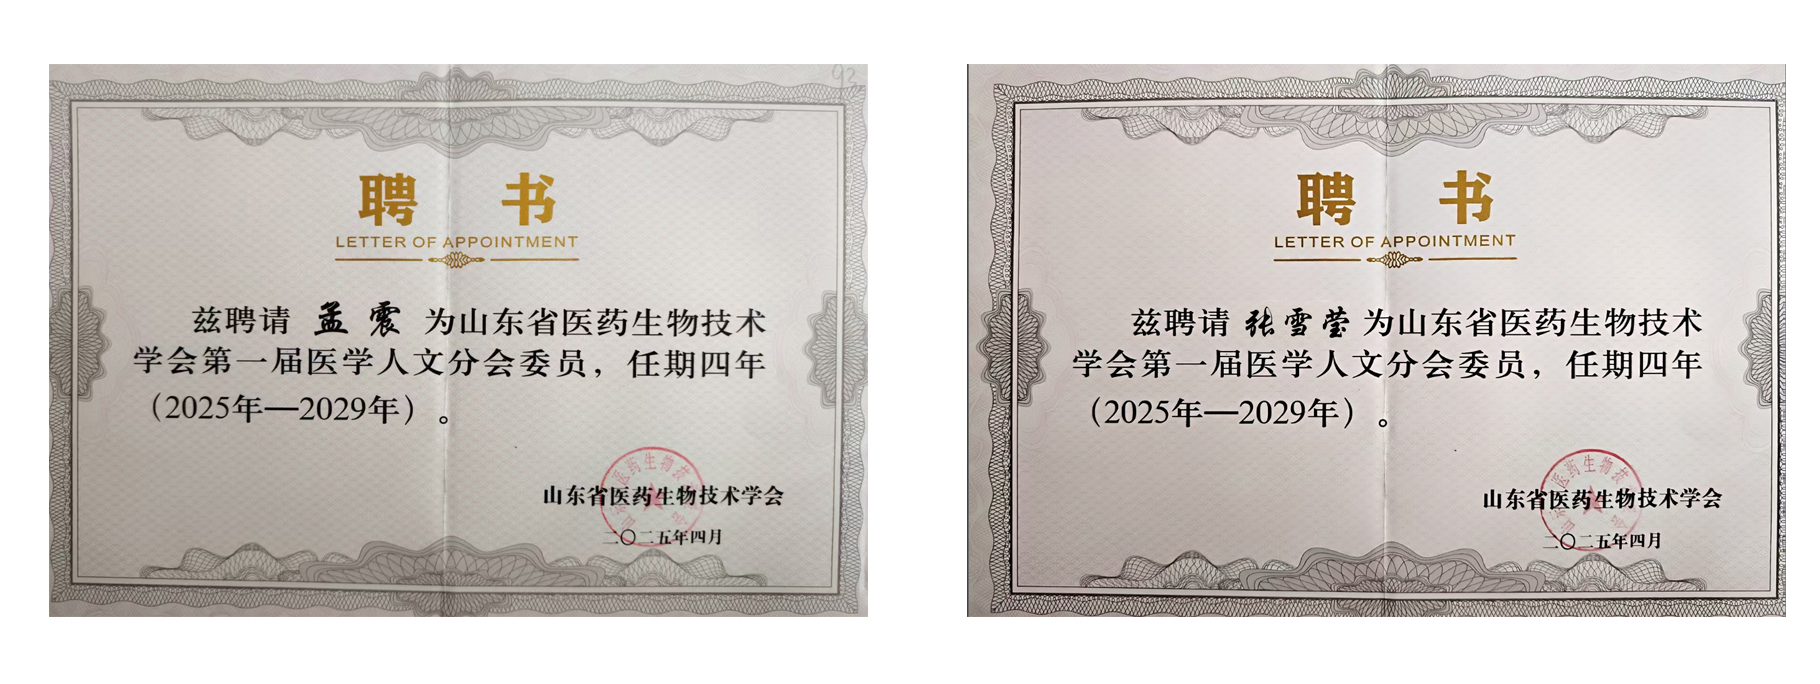 92
聘 书
LETTER OF APPOINTMENT
兹聘请 孟震 为山东省医药生物技术
学会第一届医学人文分会委员，任期四年
（2025年—2029年）。
山东省医药生物技术学会
二〇二五年四月
聘 书
LETTER OF APPOINTMENT
兹聘请 张雪莹 为山东省医药生物技术
学会第一届医学人文分会委员，任期四年
（2025年—2029年）。
山东省医药生物技术学会
二〇二五年四月